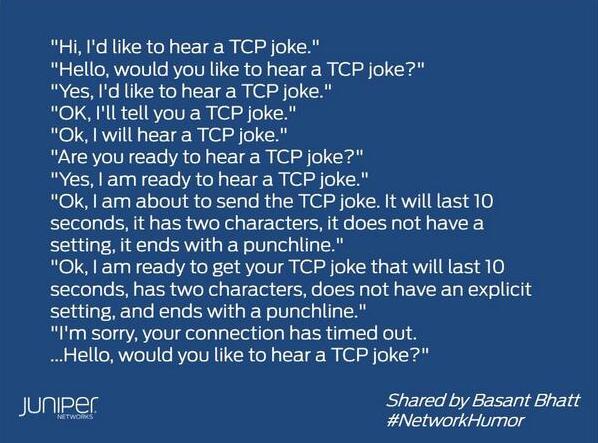 "Hi, I'd like to hear a TCP joke."
"Hello, would you like to hear a TCP joke?"
"Yes, I'd like to hear a TCP joke."
"OK, I'll tell you a TCP joke."
"Ok, I will hear a TCP joke."
"Are you ready to hear a TCP joke?"
"Yes, I am ready to hear a TCP joke."
"Ok, I am about to send the TCP joke. It will last 10
seconds, it has two characters, it does not have a
setting, it ends with a punchline."
"Ok, I am ready to get your TCP joke that will last 10
seconds, has two characters, does not have an explicit
setting, and ends with a punchline."
"I'm sorry, your connection has timed out.
...Hello, would you like to hear a TCP joke?"
JUNIPER
NETWORKS
Shared by Basant Bhatt
#NetworkHumor